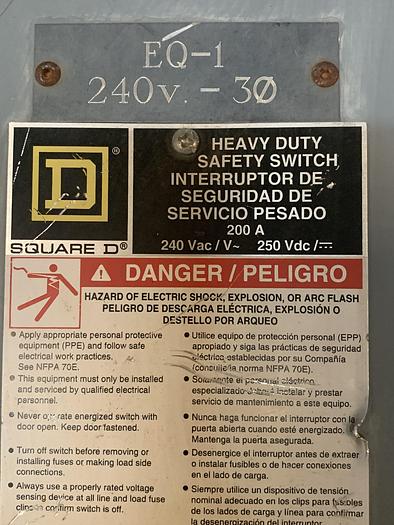 EQ-1
240v. - 3Ø
D
®
HEAVY DUTY
SAFETY SWITCH
INTERRUPTOR DE
SEGURIDAD DE
SERVICIO PESADO
200 A
SQUARE D®
240 Vac / V~ 250 Vdc / ⎓
⚠ DANGER / PELIGRO
HAZARD OF ELECTRIC SHOCK, EXPLOSION, OR ARC FLASH
PELIGRO DE DESCARGA ELÉCTRICA, EXPLOSIÓN O
DESTELLO POR ARQUEO
● Apply appropriate personal protective
equipment (PPE) and follow safe
electrical work practices.
See NFPA 70E.
● This equipment must only be installed
and serviced by qualified electrical
personnel.
● Never operate energized switch with
door open. Keep door fastened.
● Turn off switch before removing or
installing fuses or making load side
connections.
● Always use a properly rated voltage
sensing device at all line and load fuse
clips to confirm switch is off.
● Utilice equipo de protección personal (EPP)
apropiado y siga las prácticas de seguridad
eléctrica establecidas por su Compañía
(consulte la norma NFPA 70E).
● Solamente el personal eléctrico
especializado deberá instalar y prestar
servicio de mantenimiento a este equipo.
● Nunca haga funcionar el interruptor con la
puerta abierta cuando esté energizado.
Mantenga la puerta asegurada.
● Desenergice el interruptor antes de extraer
o instalar fusibles o de hacer conexiones
en el lado de carga.
● Siempre utilice un dispositivo de tensión
nominal adecuado en los clips para fusibles
de los lados de carga y línea para confirmar
la desenergización del interruptor.